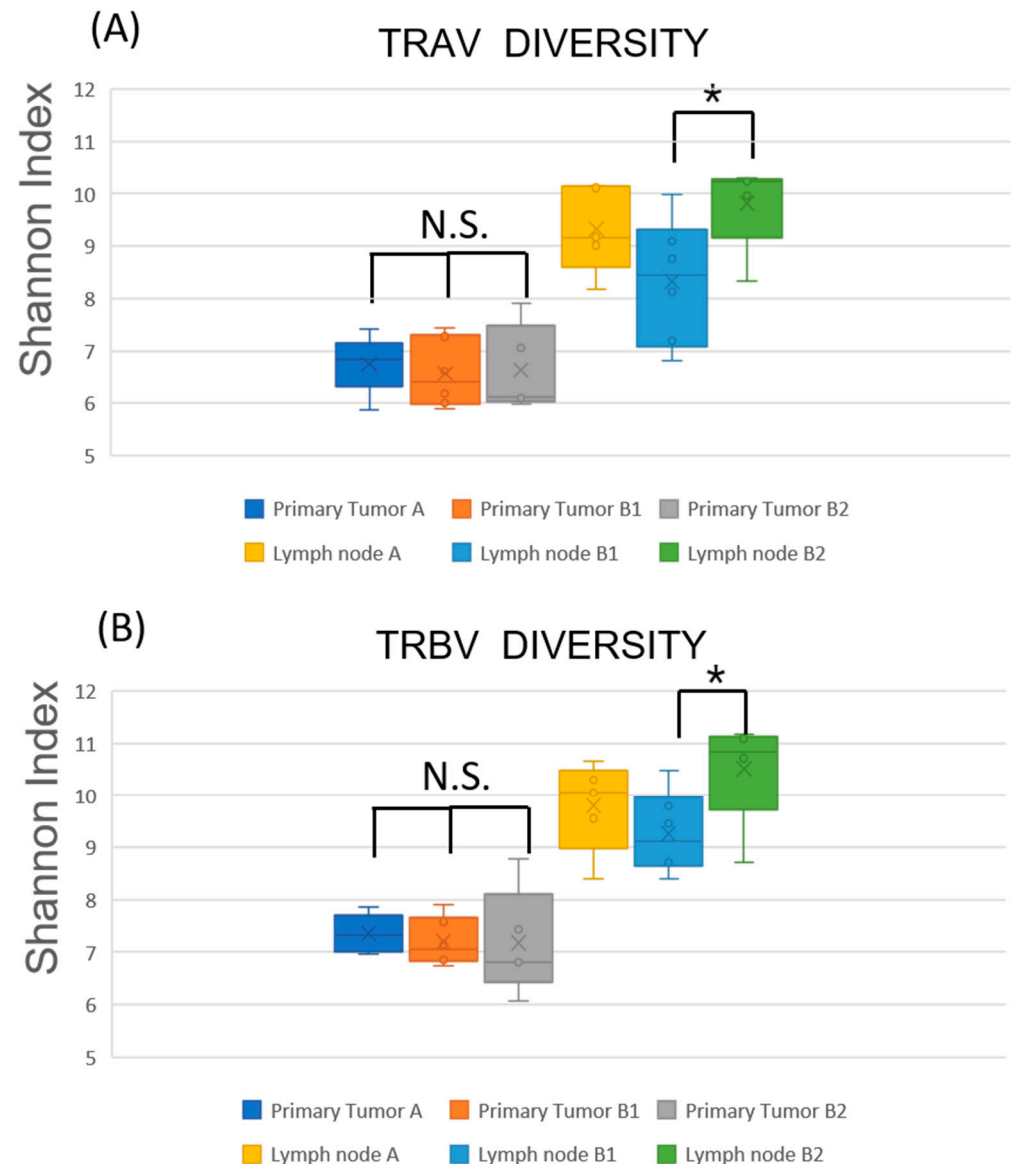 (A)
TRAV DIVERSITY
Shannon Index
12
11
10
9
8
7
6
5
*
N.S.
Primary Tumor A Primary Tumor B1 Primary Tumor B2
Lymph node A Lymph node B1 Lymph node B2
(B)
TRBV DIVERSITY
Shannon Index
12
11
10
9
8
7
6
5
*
N.S.
Primary Tumor A Primary Tumor B1 Primary Tumor B2
Lymph node A Lymph node B1 Lymph node B2